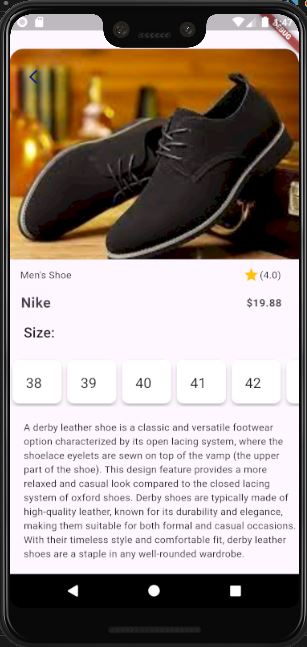 4:47
Men's Shoe
(4.0)
Nike
$19.88
Size:
38 39 40 41 42
A derby leather shoe is a classic and versatile footwear
option characterized by its open lacing system, where the
shoelace eyelets are sewn on top of the vamp (the upper
part of the shoe). This design feature provides a more
relaxed and casual look compared to the closed lacing
system of oxford shoes. Derby shoes are typically made of
high-quality leather, known for its durability and elegance,
making them suitable for both formal and casual occasions.
With their timeless style and comfortable fit, derby leather
shoes are a staple in any well-rounded wardrobe.